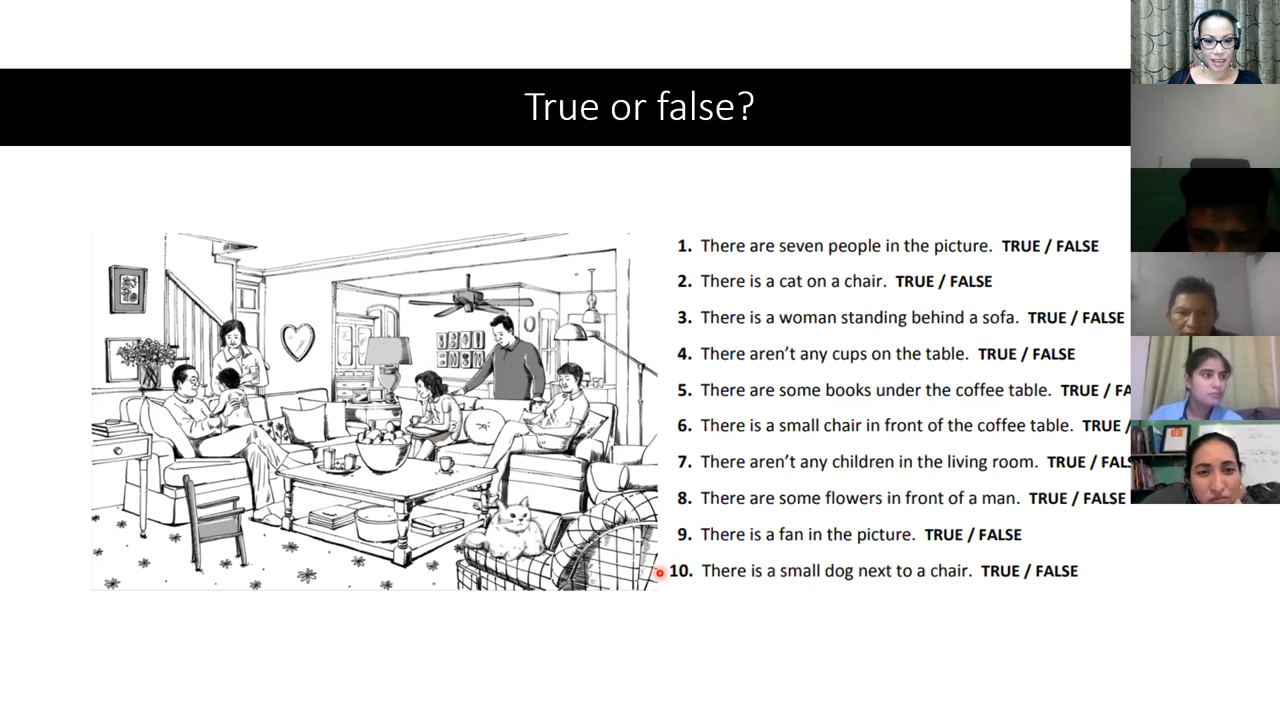 True or false?
1. There are seven people in the picture. TRUE / FALSE
2. There is a cat on a chair. TRUE / FALSE
3. There is a woman standing behind a sofa. TRUE / FALSE
4. There aren't any cups on the table. TRUE / FALSE
5. There are some books under the coffee table. TRUE / FA
6. There is a small chair in front of the coffee table. TRUE /
7. There aren't any children in the living room. TRUE / FALS
8. There are some flowers in front of a man. TRUE / FALSE
9. There is a fan in the picture. TRUE / FALSE
10. There is a small dog next to a chair. TRUE / FALSE